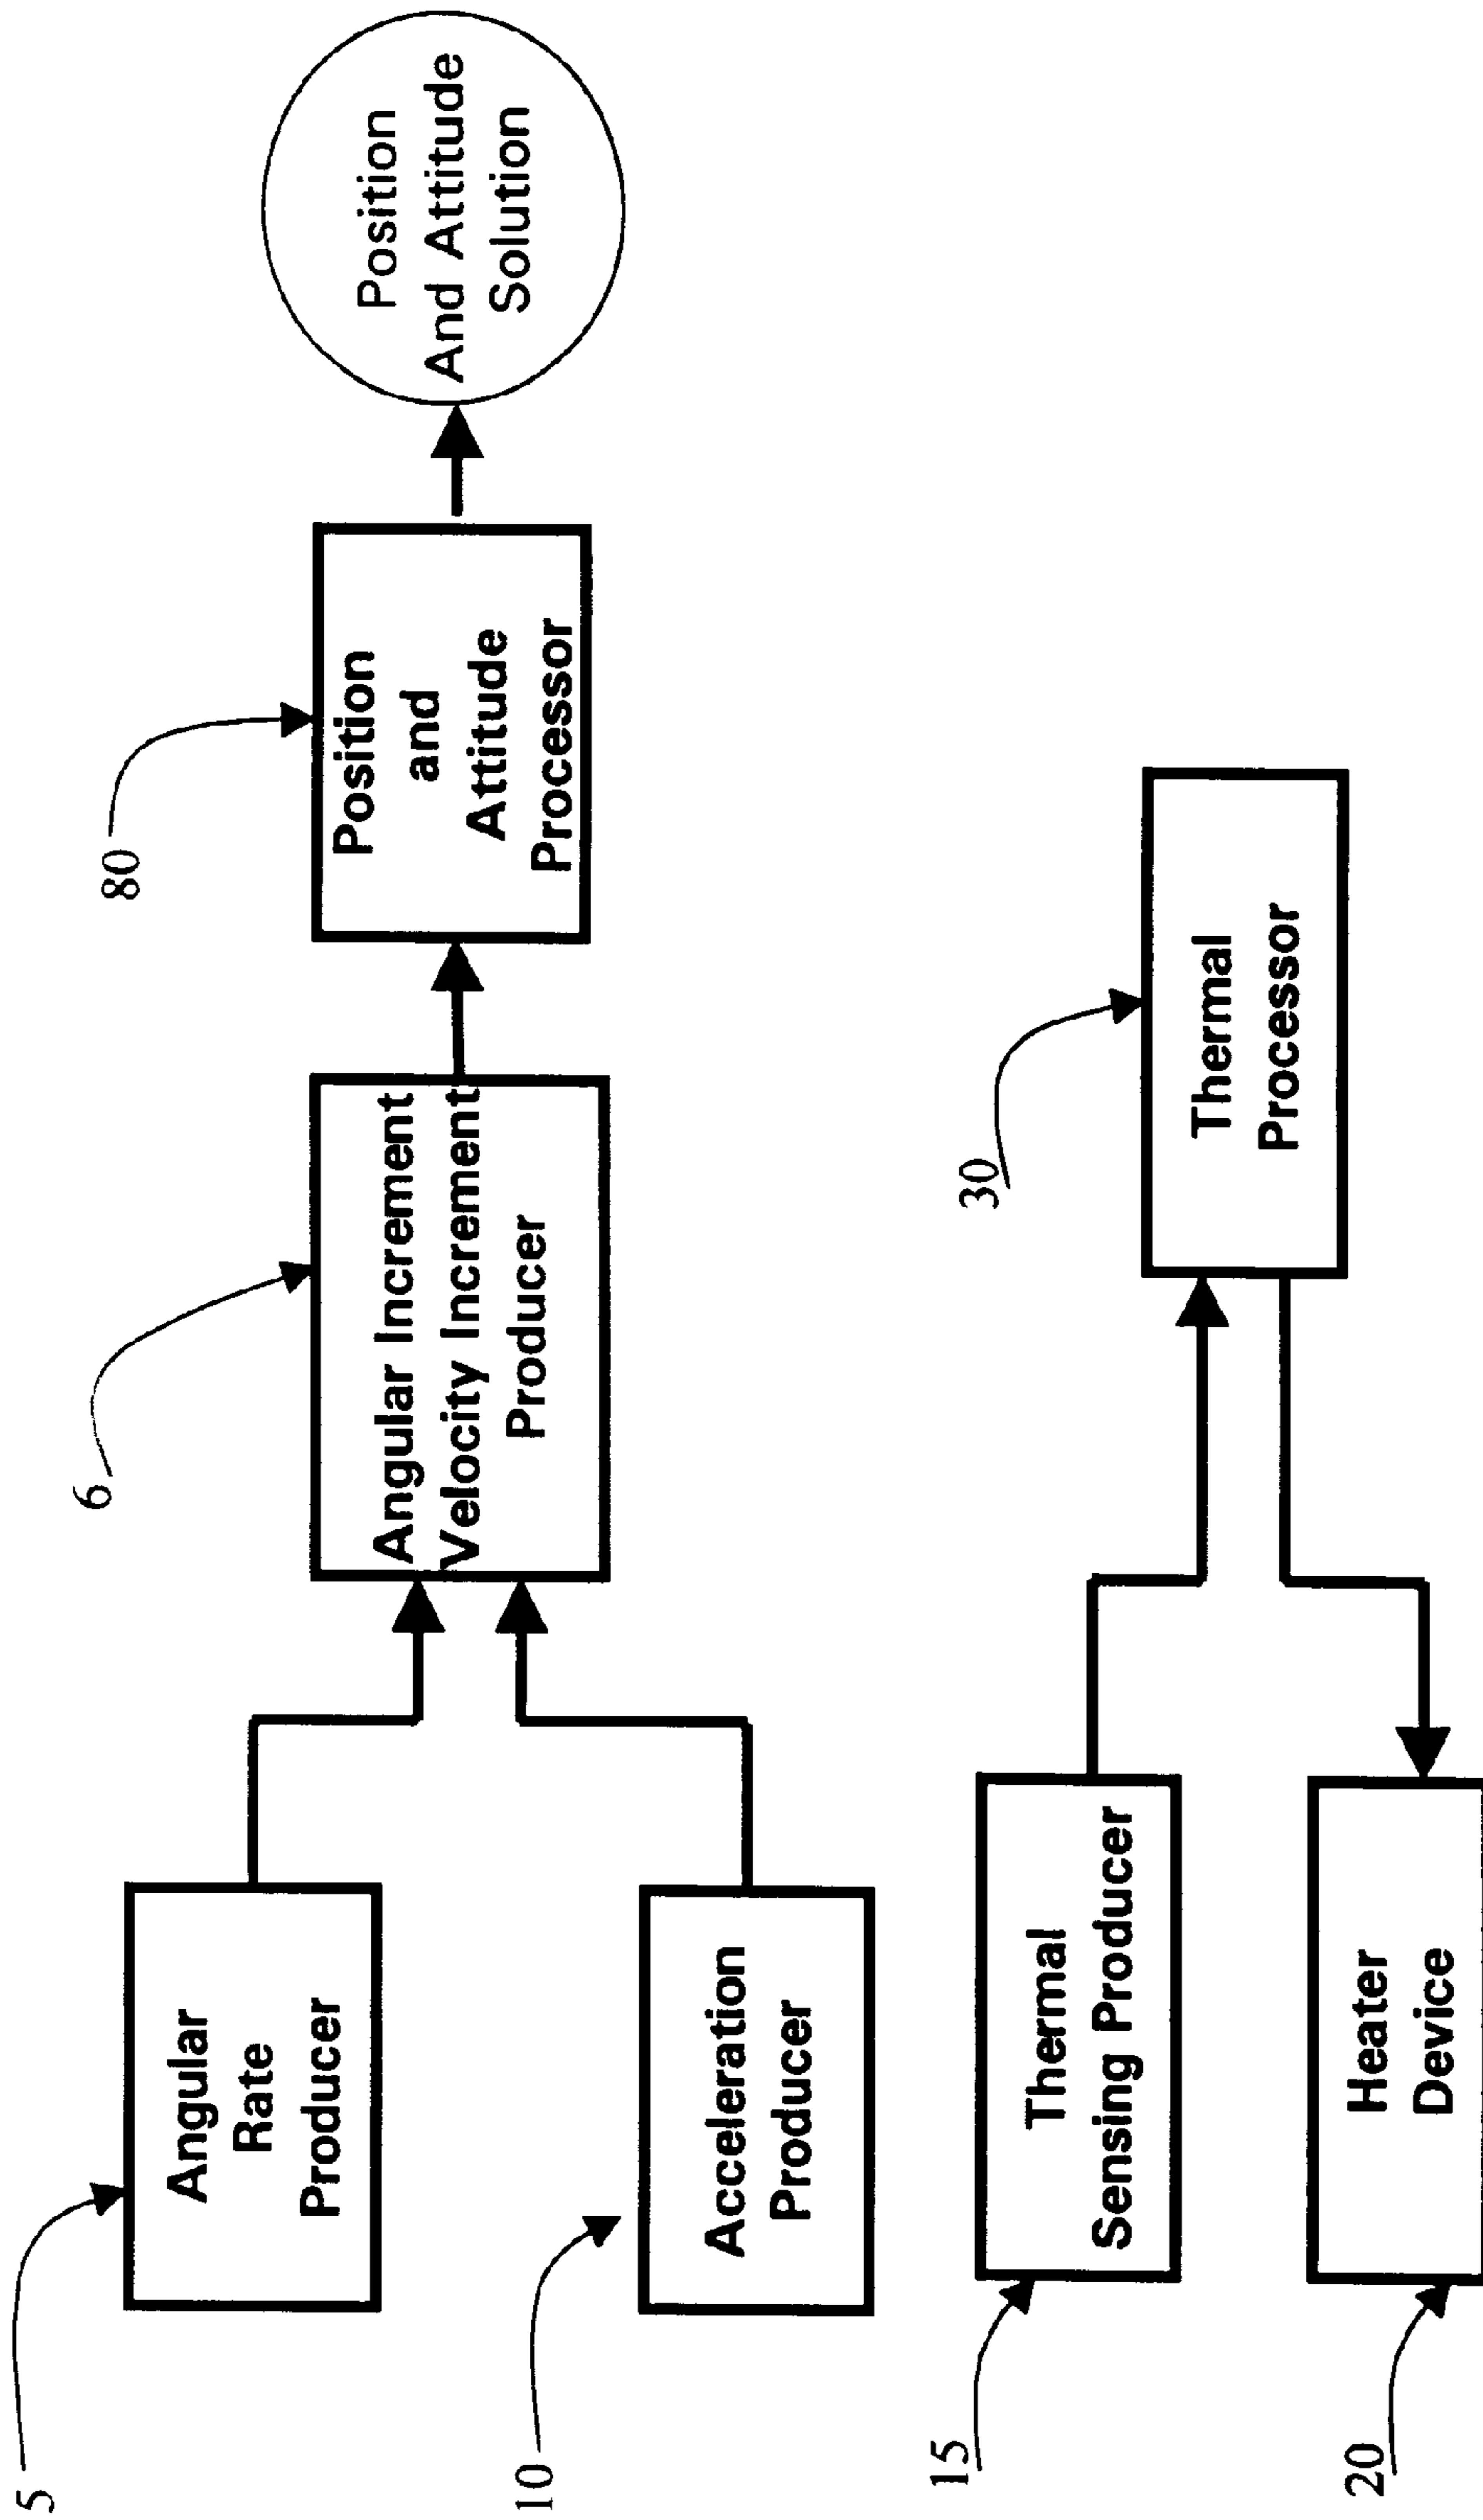 5
Angular
Rate
Producer
10
Acceleration
Producer
6
Angular Increment
Velocity Increment
Producer
80
Position
and
Attitude
Processor
Position
And Attitude
Solution
15
Thermal
Sensing Producer
20
Heater
Device
30
Thermal
Processor